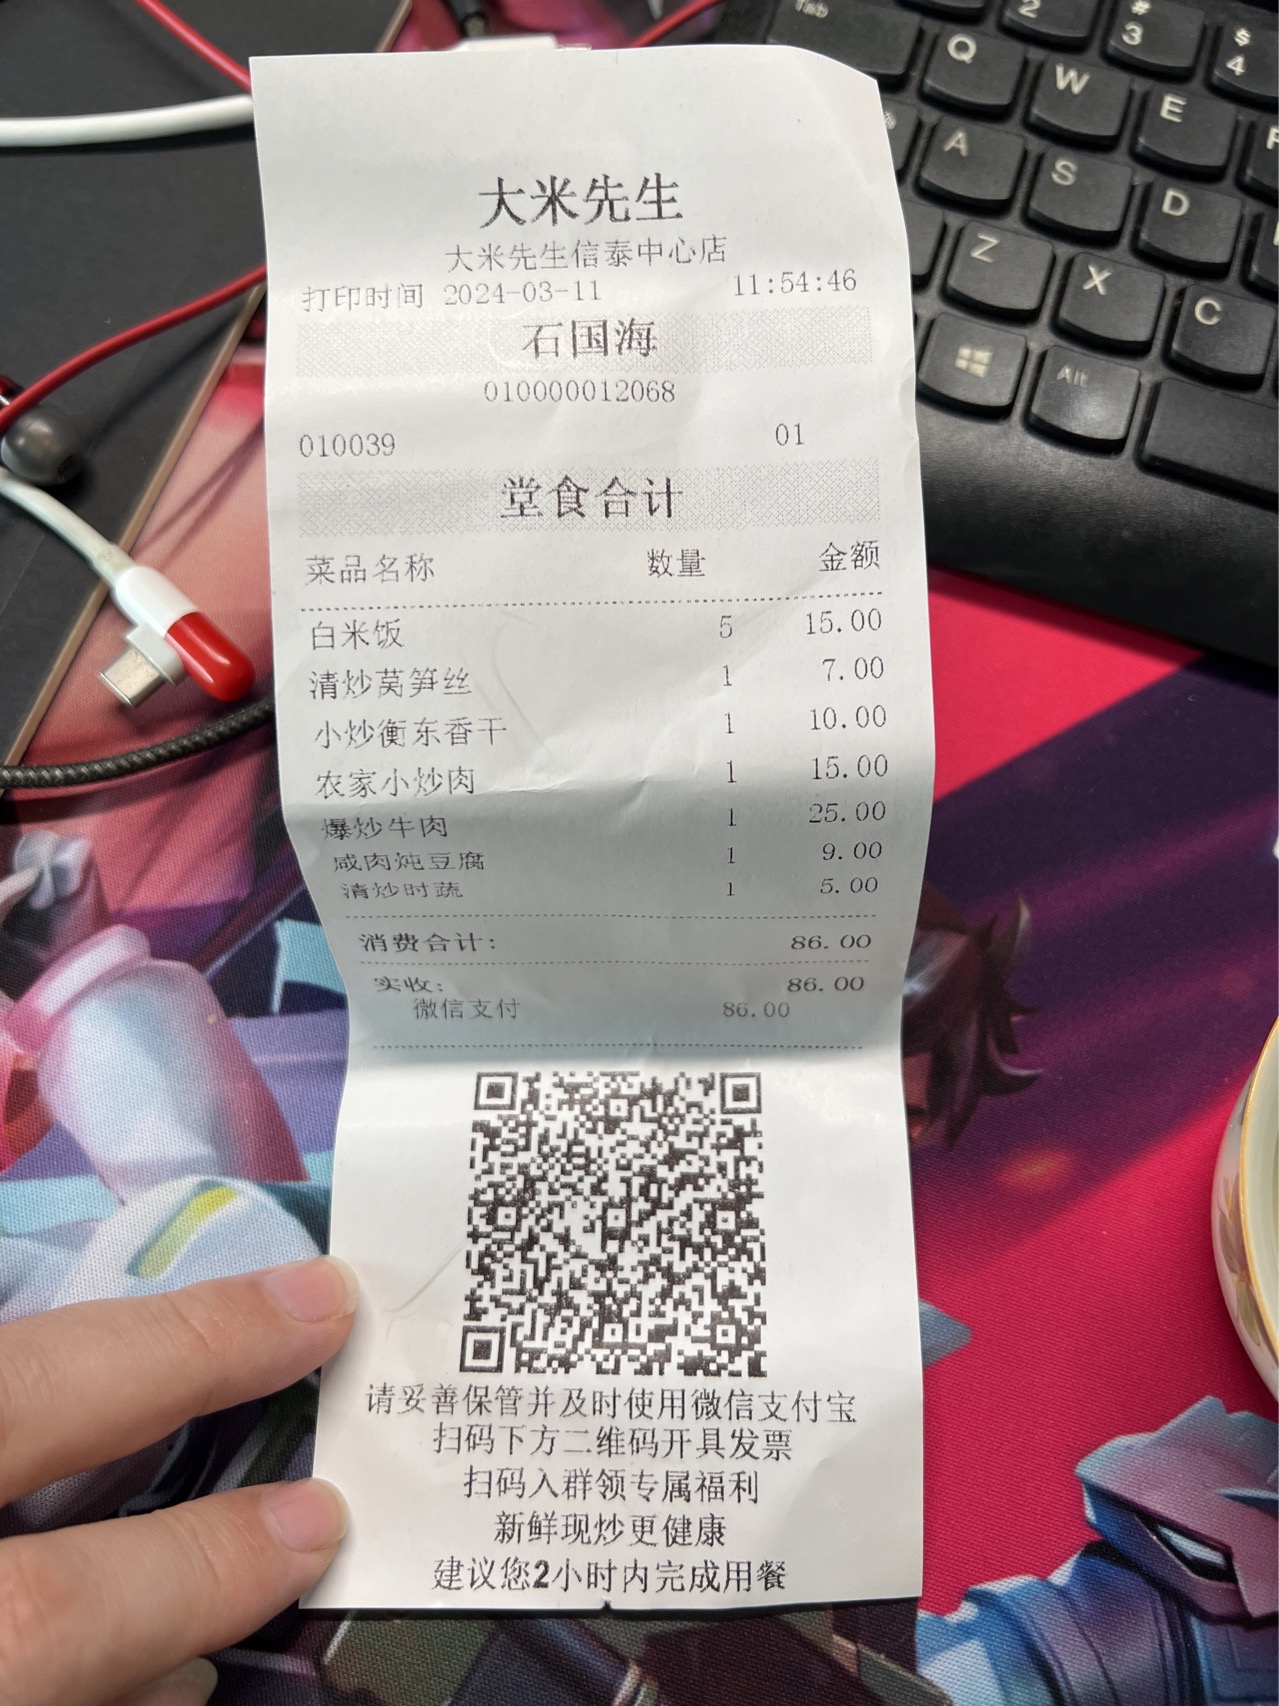 大米先生
大米先生信泰中心店
打印时间 2024-03-11 11:54:46
石国海
010000012068
010039 01
堂食合计
菜品名称 数量 金额
白米饭 5 15.00
清炒莴笋丝 1 7.00
小炒衡东香干 1 10.00
农家小炒肉 1 15.00
爆炒牛肉 1 25.00
咸肉炖豆腐 1 9.00
清炒时蔬 1 5.00
消费合计: 86.00
实收: 86.00
微信支付 86.00
请妥善保管并及时使用微信支付宝
扫码下方二维码开具发票
扫码入群领专属福利
新鲜现炒更健康
建议您2小时内完成用餐
Tab
2
# 3
$ 4
Q
W
E
A
S
D
Z
X
C
Alt